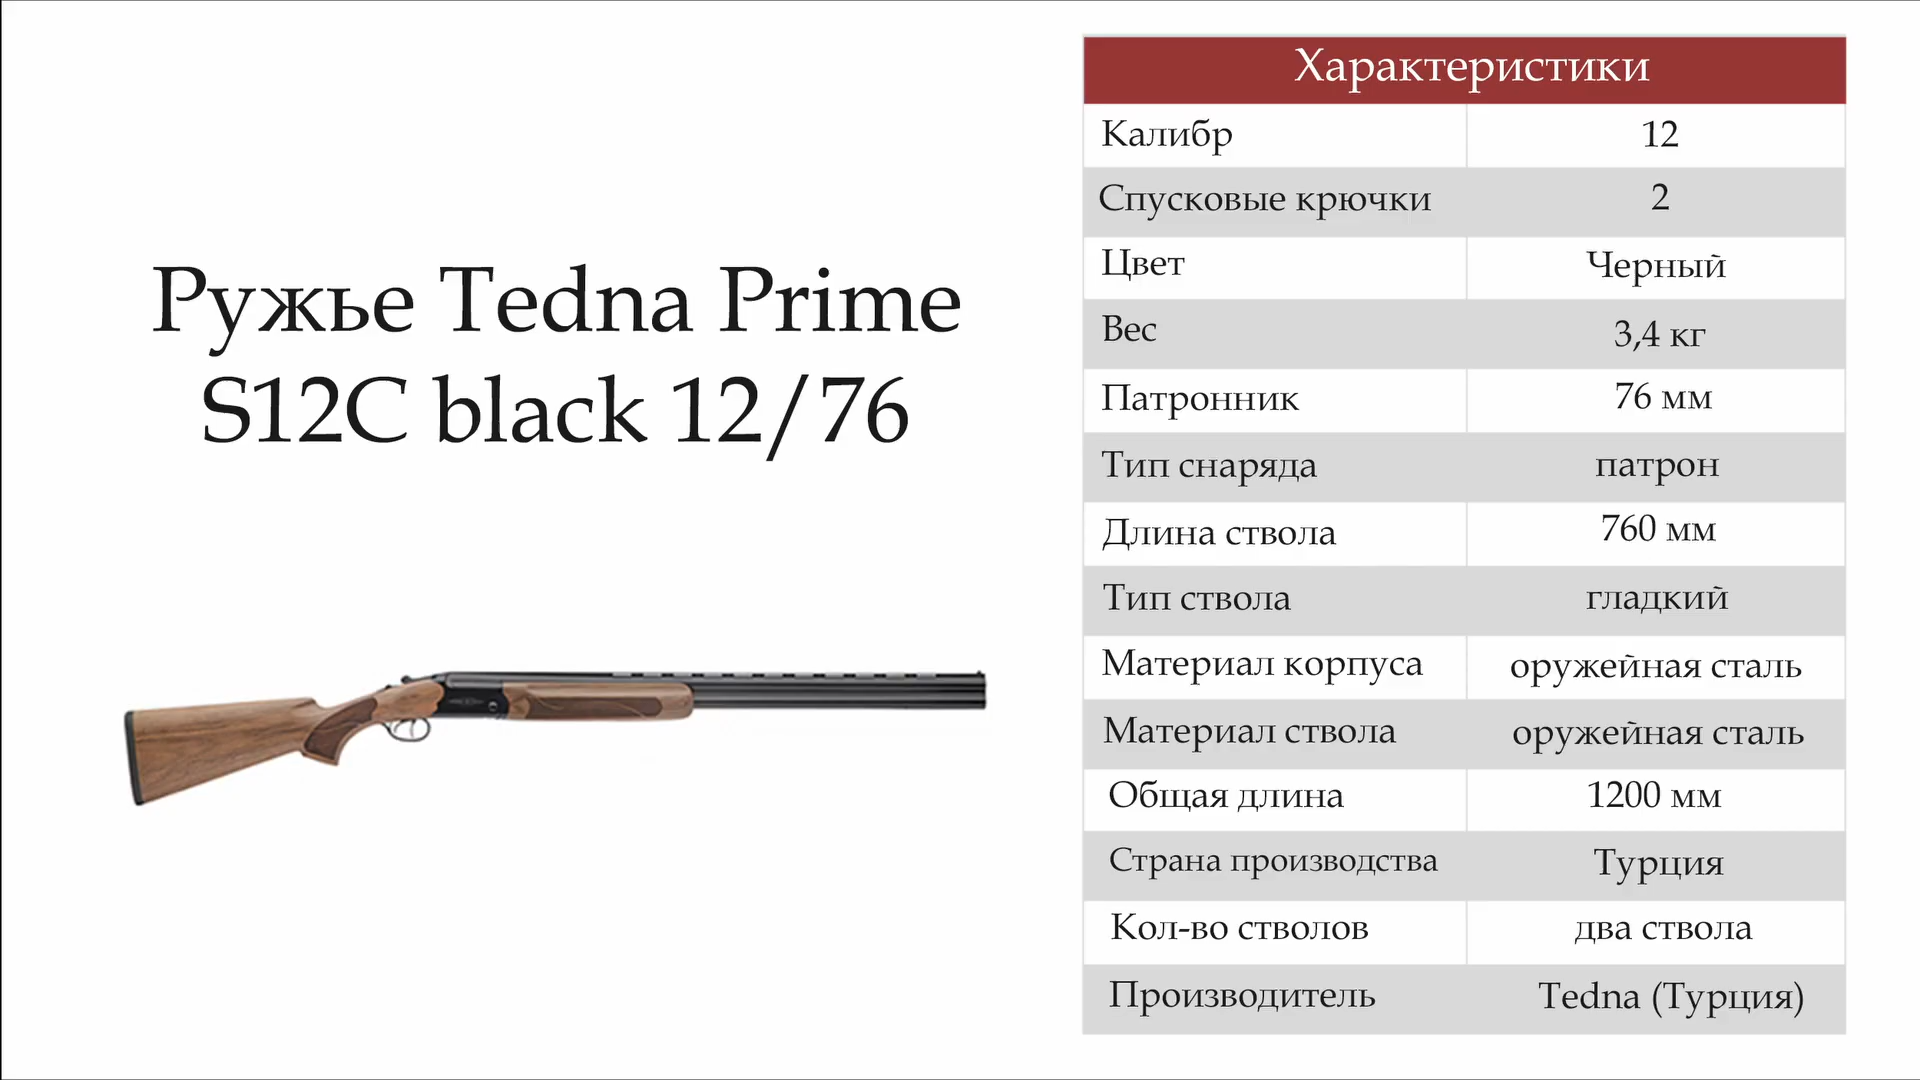 Ружье Tedna Prime
S12C black 12/76
Характеристики
Калибр 12
Спусковые крючки 2
Цвет Черный
Вес 3,4 кг
Патронник 76 мм
Тип снаряда патрон
Длина ствола 760 мм
Тип ствола гладкий
Материал корпуса оружейная сталь
Материал ствола оружейная сталь
Общая длина 1200 мм
Страна производства Турция
Кол-во стволов два ствола
Производитель Tedna (Турция)